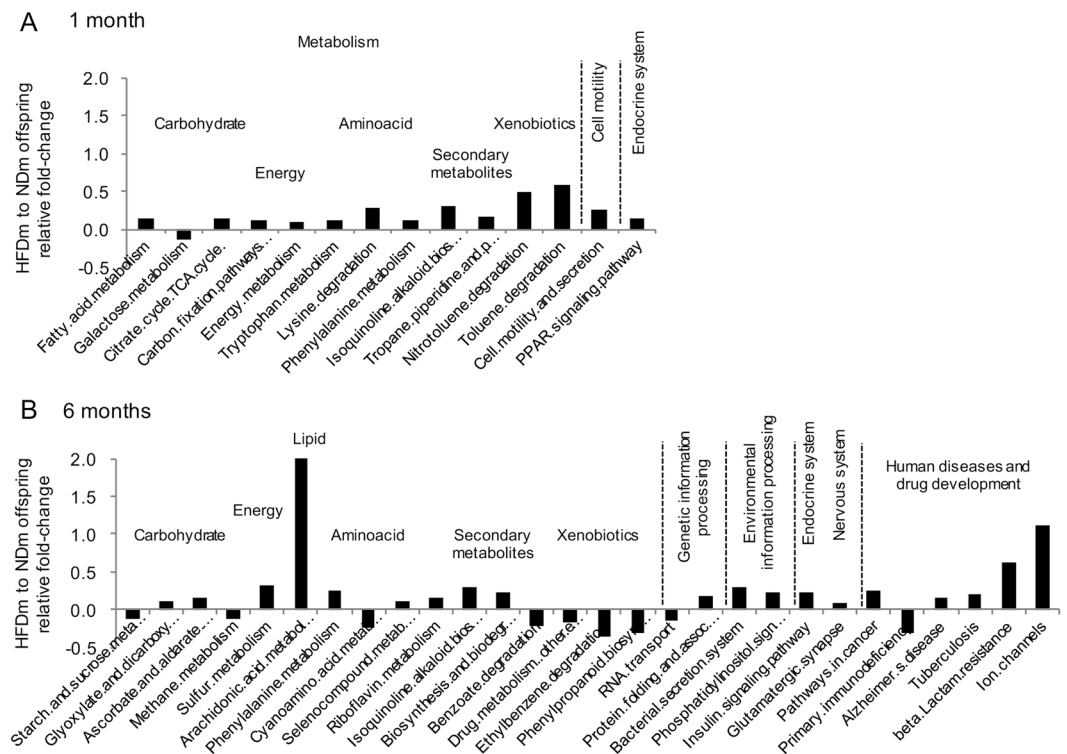 A 1 month
Metabolism
HFDm to NDm offspring
relative fold-change
2.0
1.5
1.0
0.5
0.0
-0.5
Carbohydrate
Energy
Aminoacid
Secondary
metabolites
Xenobiotics
Cell motility
Endocrine system
Fatty.acid.metabolism
Galactose.metabolism
Citrate.cycle.TCA.cycle.
Carbon.fixation.pathways...
Energy.metabolism
Tryptophan.metabolism
Lysine.degradation
Phenylalanine.metabolism
Isoquinoline.alkaloid.bios...
Tropane.piperidine.and.p...
Nitrotoluene.degradation
Toluene.degradation
Cell.motility.and.secretion
PPAR.signaling.pathway
B 6 months
HFDm to NDm offspring
relative fold-change
2.0
1.5
1.0
0.5
0.0
-0.5
Carbohydrate
Energy
Lipid
Aminoacid
Secondary
metabolites
Xenobiotics
Genetic information
processing
Environmental
information processing
Endocrine system
Nervous system
Human diseases and
drug development
Starch.and.sucrose.meta...
Glyoxylate.and.dicarboxy...
Ascorbate.and.aldarate....
Methane.metabolism
Sulfur.metabolism
Arachidonic.acid.metabol...
Phenylalanine.metabolism
Cyanoamino.acid.metab...
Selenocompound.metab...
Riboflavin.metabolism
Isoquinoline.alkaloid.bios...
Biosynthesis.and.biodegr...
Benzoate.degradation
Drug.metabolism.other...
Ethylbenzene.degradation
Phenylpropanoid.biosy...
RNA.transport
Protein.folding.and.assoc...
Bacterial.secretion.system
Phosphatidylinositol.sign...
Insulin.signaling.pathway
Glutamatergic.synapse
Pathways.in.cancer
Primary.immunodeficiency
Alzheimer.s.disease
Tuberculosis
beta.Lactam.resistance
Ion.channels